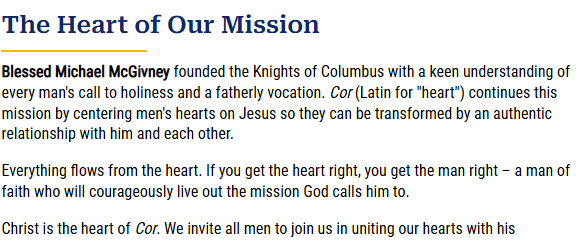 The Heart of Our Mission
Blessed Michael McGivney founded the Knights of Columbus with a keen understanding of
every man's call to holiness and a fatherly vocation. Cor (Latin for "heart") continues this
mission by centering men's hearts on Jesus so they can be transformed by an authentic
relationship with him and each other.
Everything flows from the heart. If you get the heart right, you get the man right – a man of
faith who will courageously live out the mission God calls him to.
Christ is the heart of Cor. We invite all men to join us in uniting our hearts with his